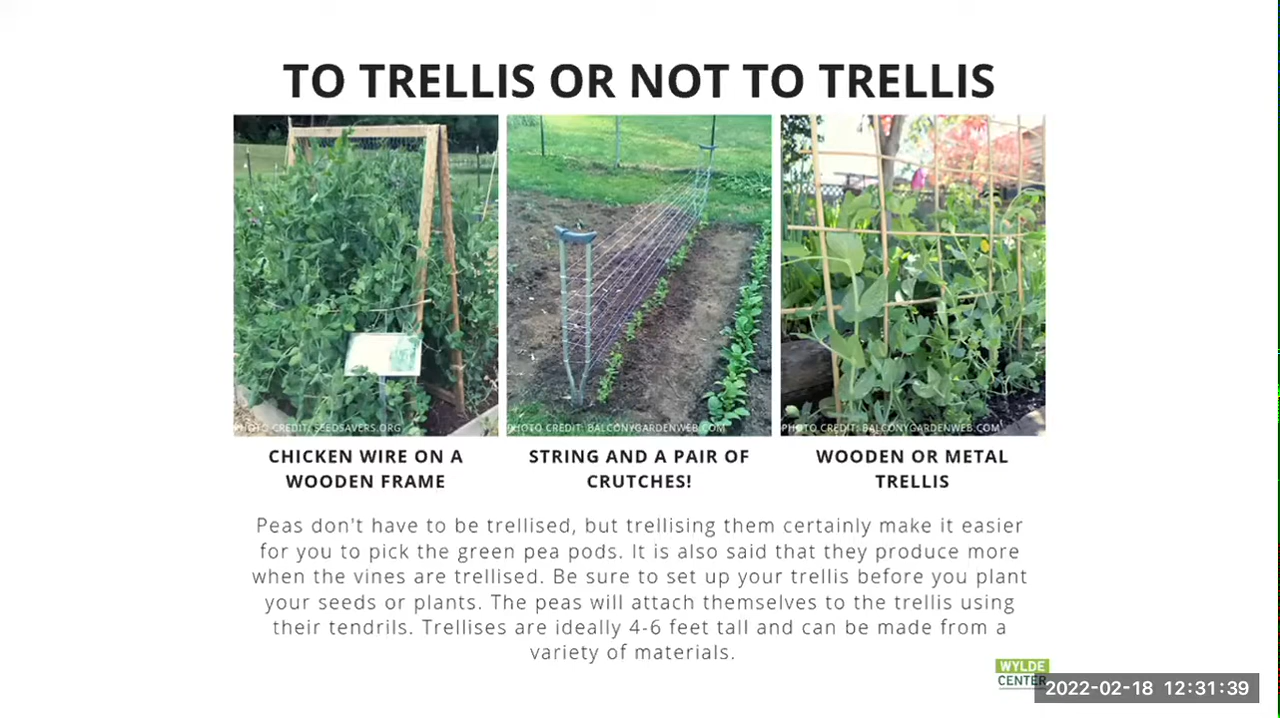 TO TRELLIS OR NOT TO TRELLIS
PHOTO CREDIT: SEEDSAVERS.ORG
PHOTO CREDIT: BALCONYGARDENWEB.COM
PHOTO CREDIT: BALCONYGARDENWEB.COM
CHICKEN WIRE ON A
WOODEN FRAME
STRING AND A PAIR OF
CRUTCHES!
WOODEN OR METAL
TRELLIS
Peas don't have to be trellised, but trellising them certainly make it easier
for you to pick the green pea pods. It is also said that they produce more
when the vines are trellised. Be sure to set up your trellis before you plant
your seeds or plants. The peas will attach themselves to the trellis using
their tendrils. Trellises are ideally 4-6 feet tall and can be made from a
variety of materials.
WYLDE
CENTER
2022-02-18 12:31:39